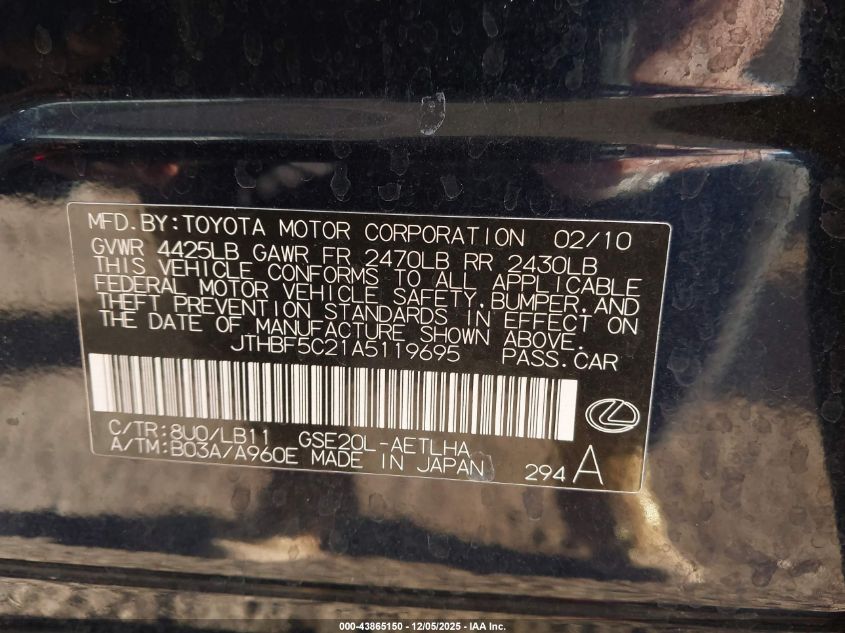 MFD.BY:TOYOTA MOTOR CORPORATION 02/10
GVWR 4425LB GAWR FR 2470LB RR 2430LB
THIS VEHICLE CONFORMS TO ALL APPLICABLE
FEDERAL MOTOR VEHICLE SAFETY,BUMPER,AND
THEFT PREVENTION STANDARDS IN EFFECT ON
THE DATE OF MANUFACTURE SHOWN ABOVE.
JTHBF5C21A5119695 PASS.CAR
C/TR:8U0/LB11 GSE20L-AETLHA
A/TM:B03A/A960E MADE IN JAPAN 294 A
000-43865150 - 12/05/2025 - IAA Inc.